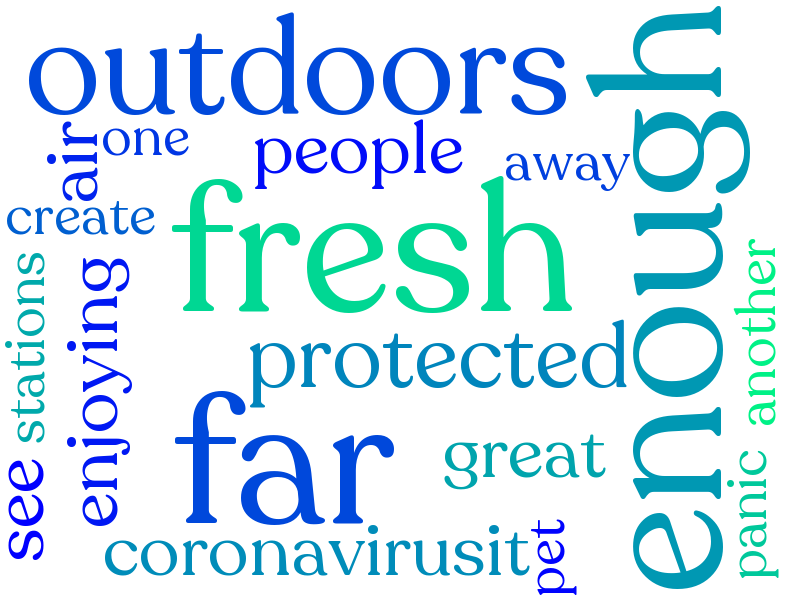 outdoors
enough
air
one
people
away
create
fresh
stations
enjoying
another
protected
far
great
see
panic
coronavirusit
pet